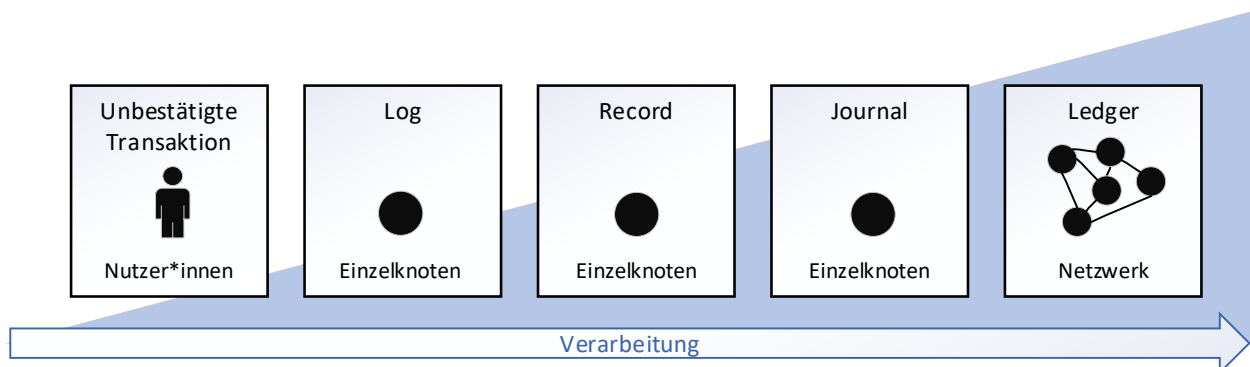 Unbestätigte
Transaktion
Nutzer*innen
Log
Einzelknoten
Record
Einzelknoten
Journal
Einzelknoten
Ledger
Netzwerk
Verarbeitung